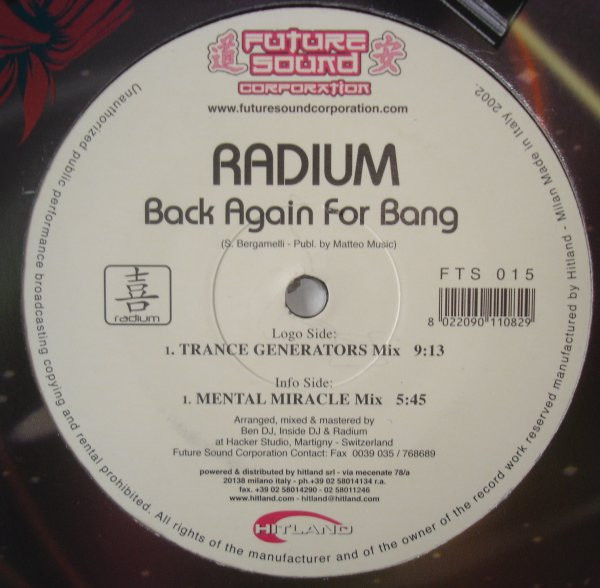 道 FUTURE SOUND CORPORATION 安
www.futuresoundcorporation.com
RADIUM
Back Again For Bang
(S. Bergamelli - Publ. by Matteo Music)
喜
radium
FTS 015
8 022090 110829
Logo Side:
1. TRANCE GENERATORS Mix 9:13
Info Side:
1. MENTAL MIRACLE Mix 5:45
Arranged, mixed & mastered by
Ben DJ, Inside DJ & Radium
at Hacker Studio, Martigny - Switzerland
Future Sound Corporation Contact: Fax 0039 035 / 768689
powered & distributed by hitland srl - via mecenate 78/a
20138 milano italy - ph.+39 02 58014134 r.a.
fax. +39 02 58014290 - 02 58011246
www.hitland.com - hitland@hitland.com
HITLAND
Unauthorized public performance broadcasting copying and rental prohibited. All rights of the manufacturer and of the owner of the record work reserved manufactured by Hitland - Milan Made in Italy 2002.